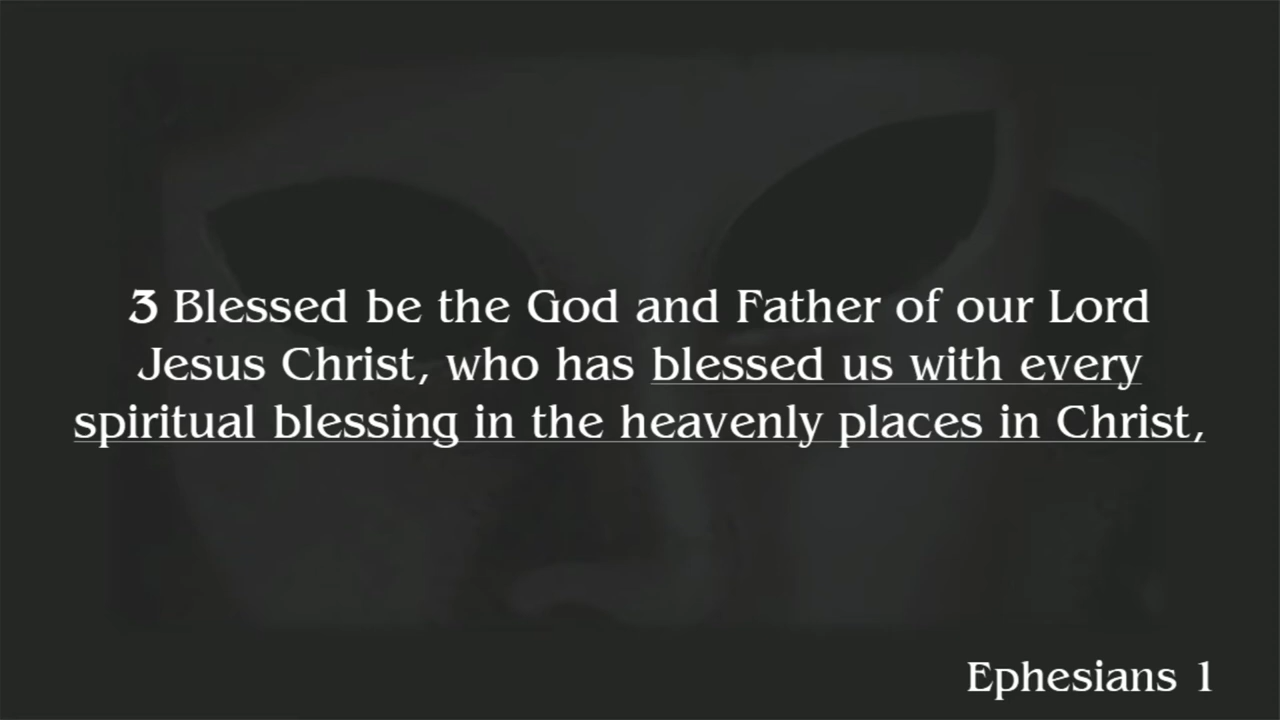 3 Blessed be the God and Father of our Lord
Jesus Christ, who has blessed us with every
spiritual blessing in the heavenly places in Christ,
Ephesians 1